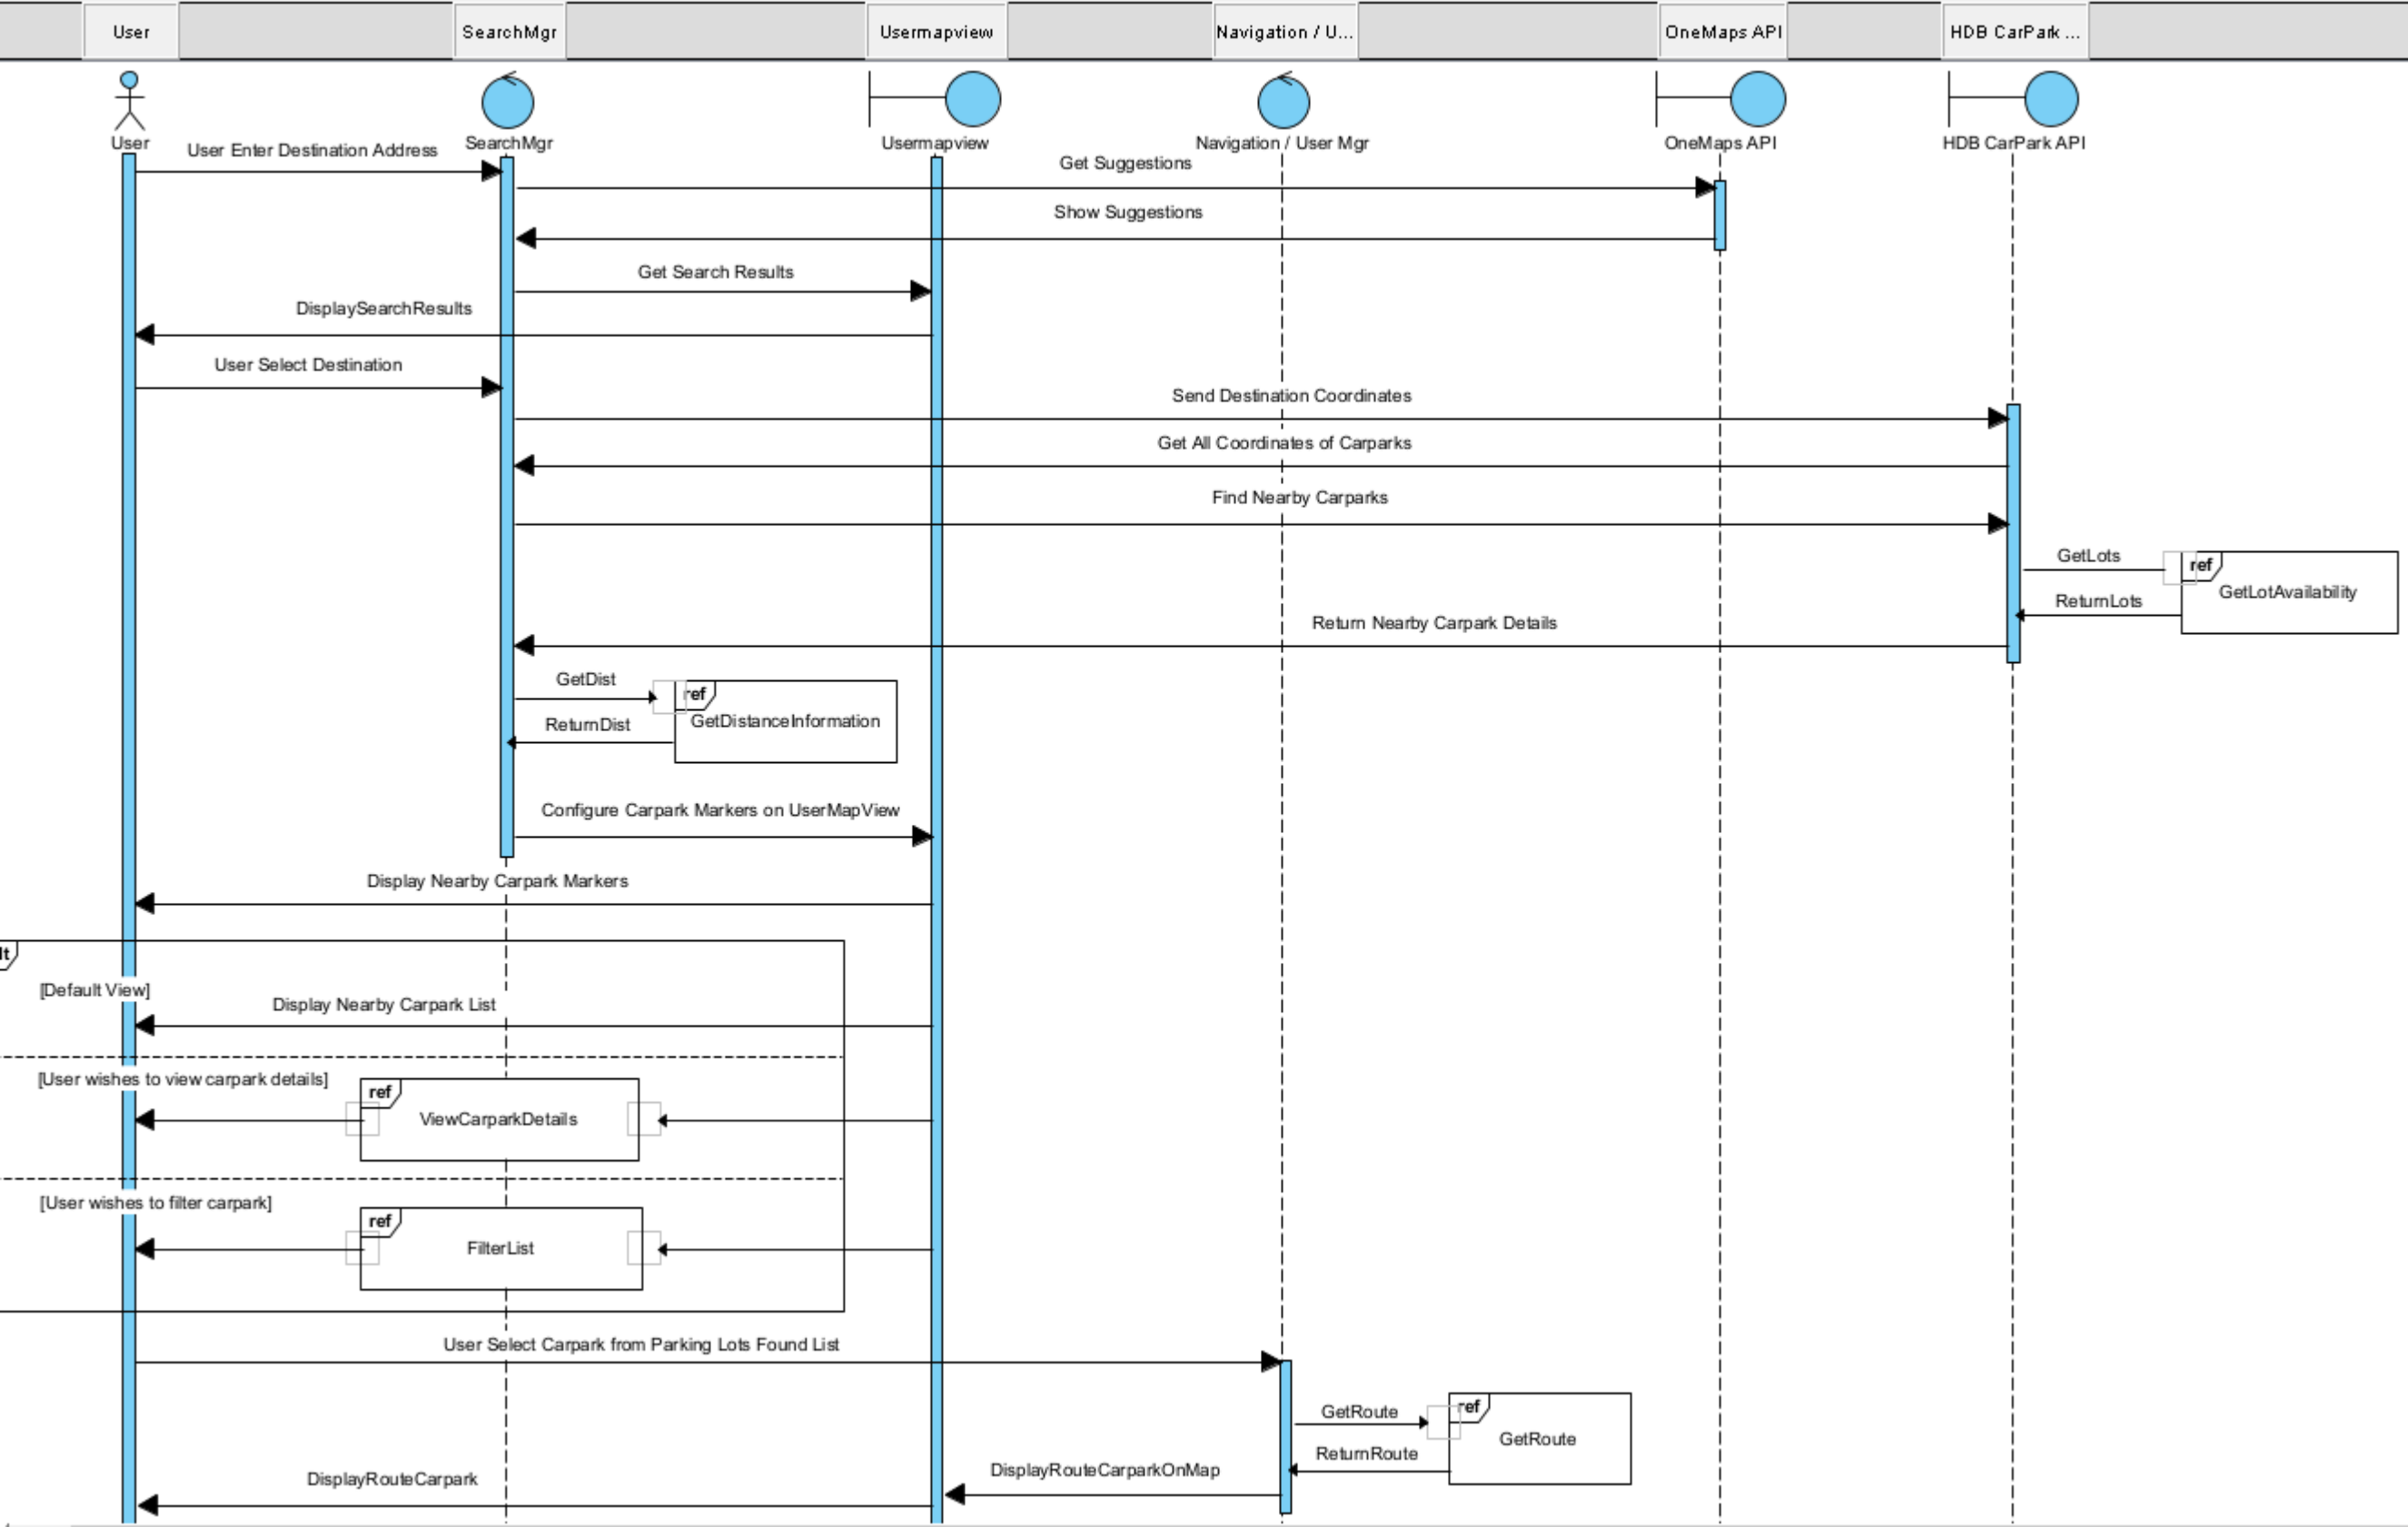 User
SearchMgr
Usermapview
Navigation / U...
OneMaps API
HDB CarPark ...
User
SearchMgr
Usermapview
Navigation / User Mgr
OneMaps API
HDB CarPark API
User Enter Destination Address
Get Suggestions
Show Suggestions
Get Search Results
DisplaySearchResults
User Select Destination
Send Destination Coordinates
Get All Coordinates of Carparks
Find Nearby Carparks
GetLots
ref
GetLotAvailability
ReturnLots
Return Nearby Carpark Details
GetDist
ref
GetDistanceInformation
ReturnDist
Configure Carpark Markers on UserMapView
Display Nearby Carpark Markers
lt
[Default View]
Display Nearby Carpark List
[User wishes to view carpark details]
ref
ViewCarparkDetails
[User wishes to filter carpark]
ref
FilterList
User Select Carpark from Parking Lots Found List
GetRoute
ref
GetRoute
ReturnRoute
DisplayRouteCarparkOnMap
DisplayRouteCarpark